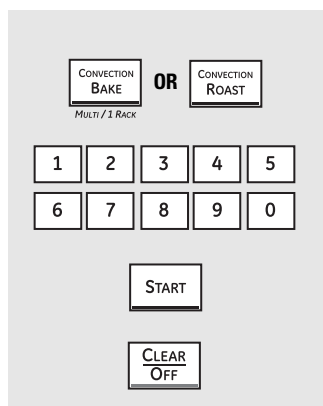 CONVECTION BAKE OR CONVECTION ROAST
MULTI / 1 RACK
1 2 3 4 5
6 7 8 9 0
START
CLEAR
OFF